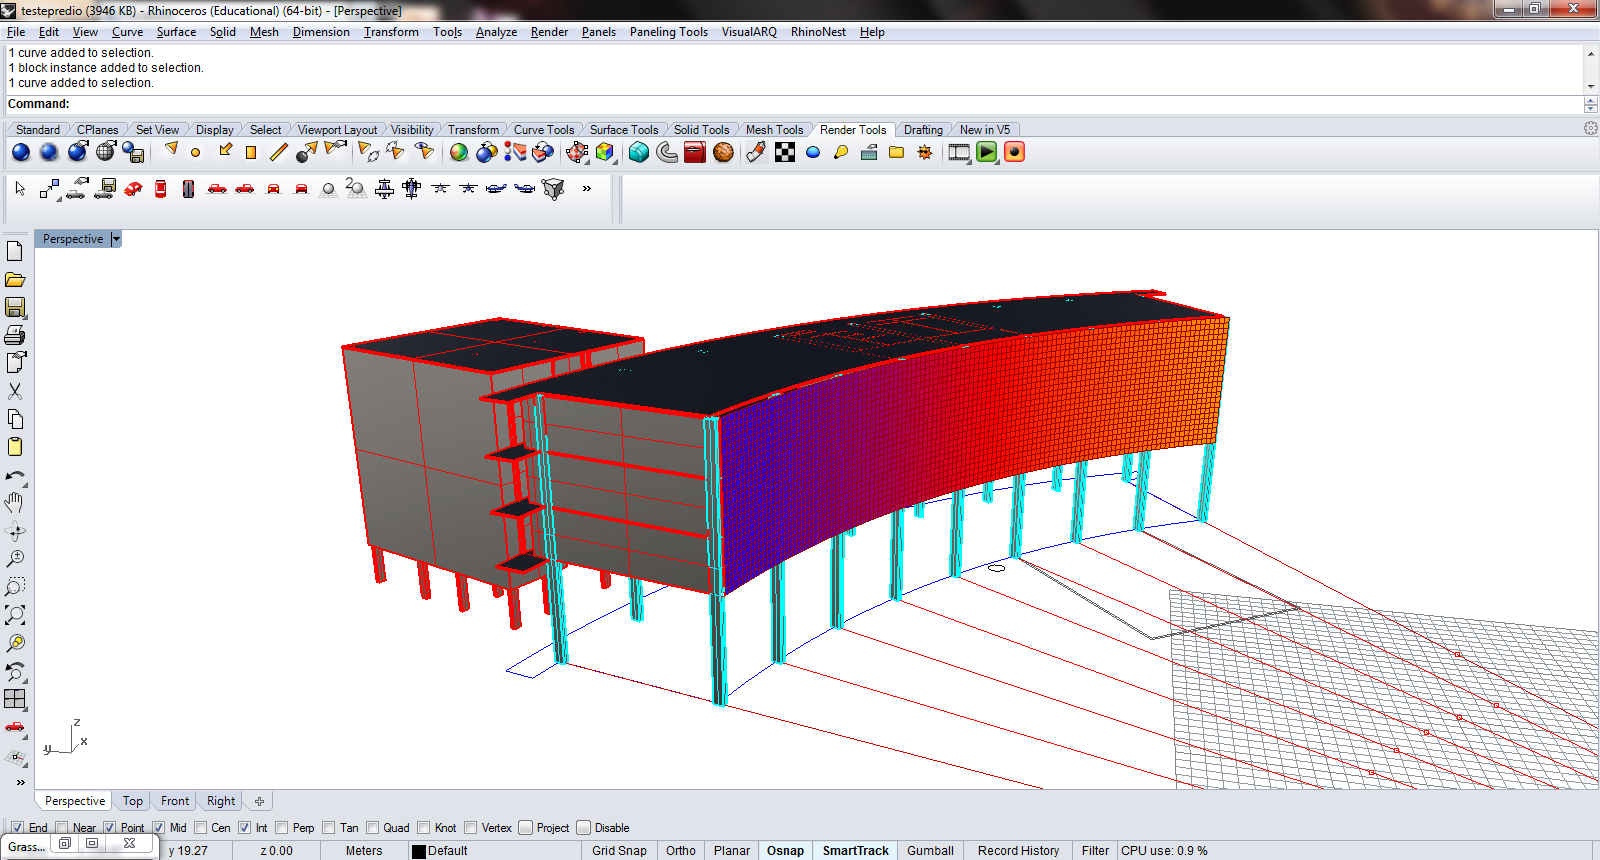 testepredio (3946 KB) - Rhinoceros (Educational) (64-bit) - [Perspective]
File Edit View Curve Surface Solid Mesh Dimension Transform Tools Analyze Render Panels Paneling Tools VisualARQ RhinoNest Help
1 curve added to selection.
1 block instance added to selection.
1 curve added to selection.
Command:
Standard CPlanes Set View Display Select Viewport Layout Visibility Transform Curve Tools Surface Tools Solid Tools Mesh Tools Render Tools Drafting New in V5
2
»
Perspective
z
y x
»
Perspective Top Front Right
End Near Point Mid Cen Int Perp Tan Quad Knot Vertex Project Disable
Grass... y 19.27 z 0.00 Meters Default Grid Snap Ortho Planar Osnap SmartTrack Gumball Record History Filter CPU use: 0.9 %